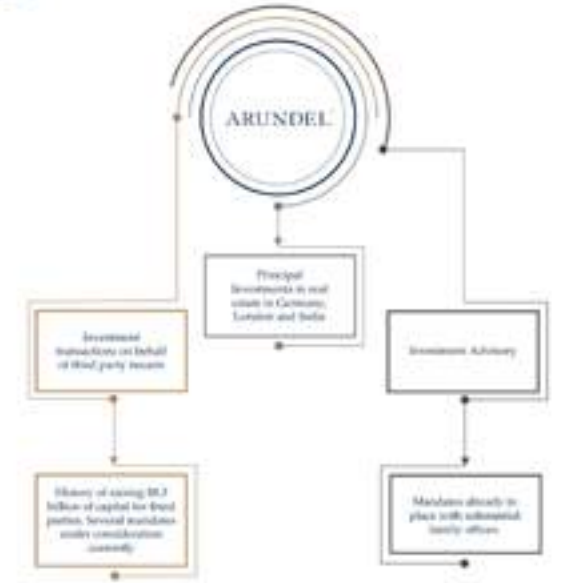 ARUNDEL
Principal
Investments in real
estate in Germany,
London and India
Investment
transactions on behalf
of third party
Investment Advisory
History of raising
billion of capital for third
parties. Several mandates
under consideration
currently
Mandates already in
place with substantial
family offices